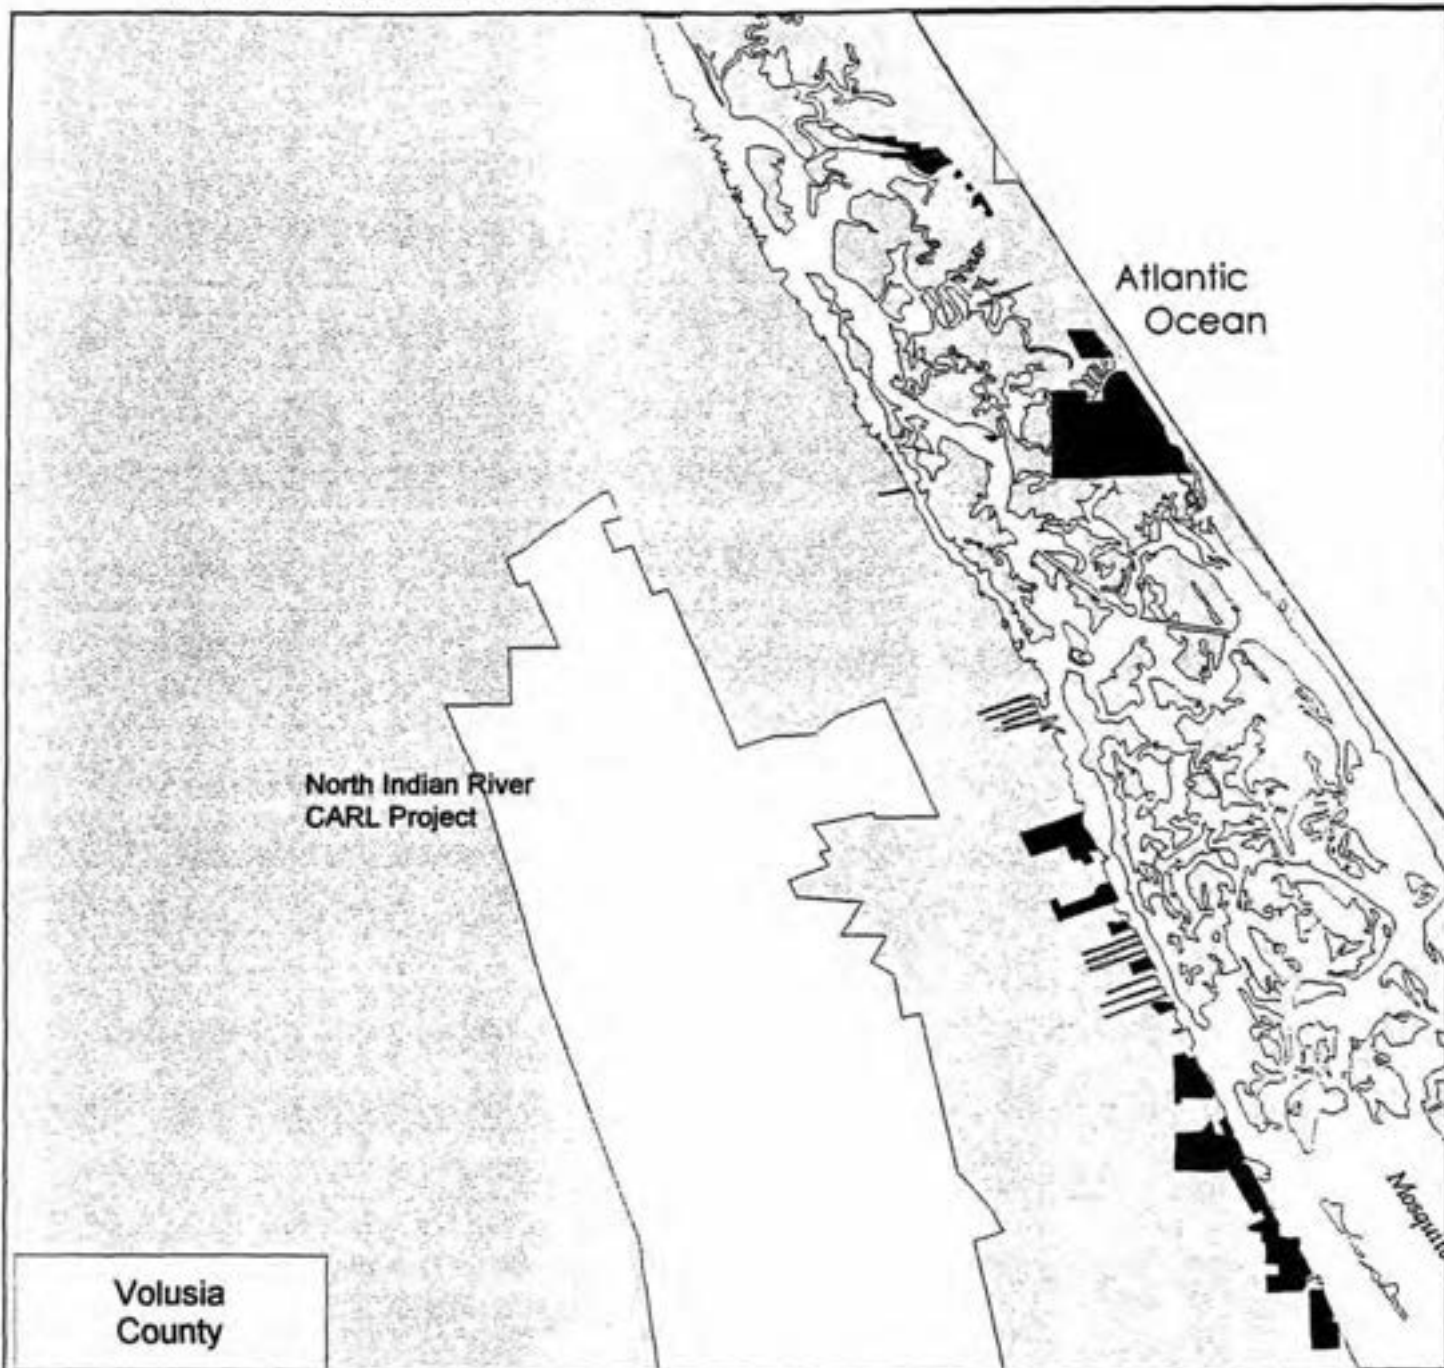 Atlantic
Ocean
North Indian River
CARL Project
Volusia
County